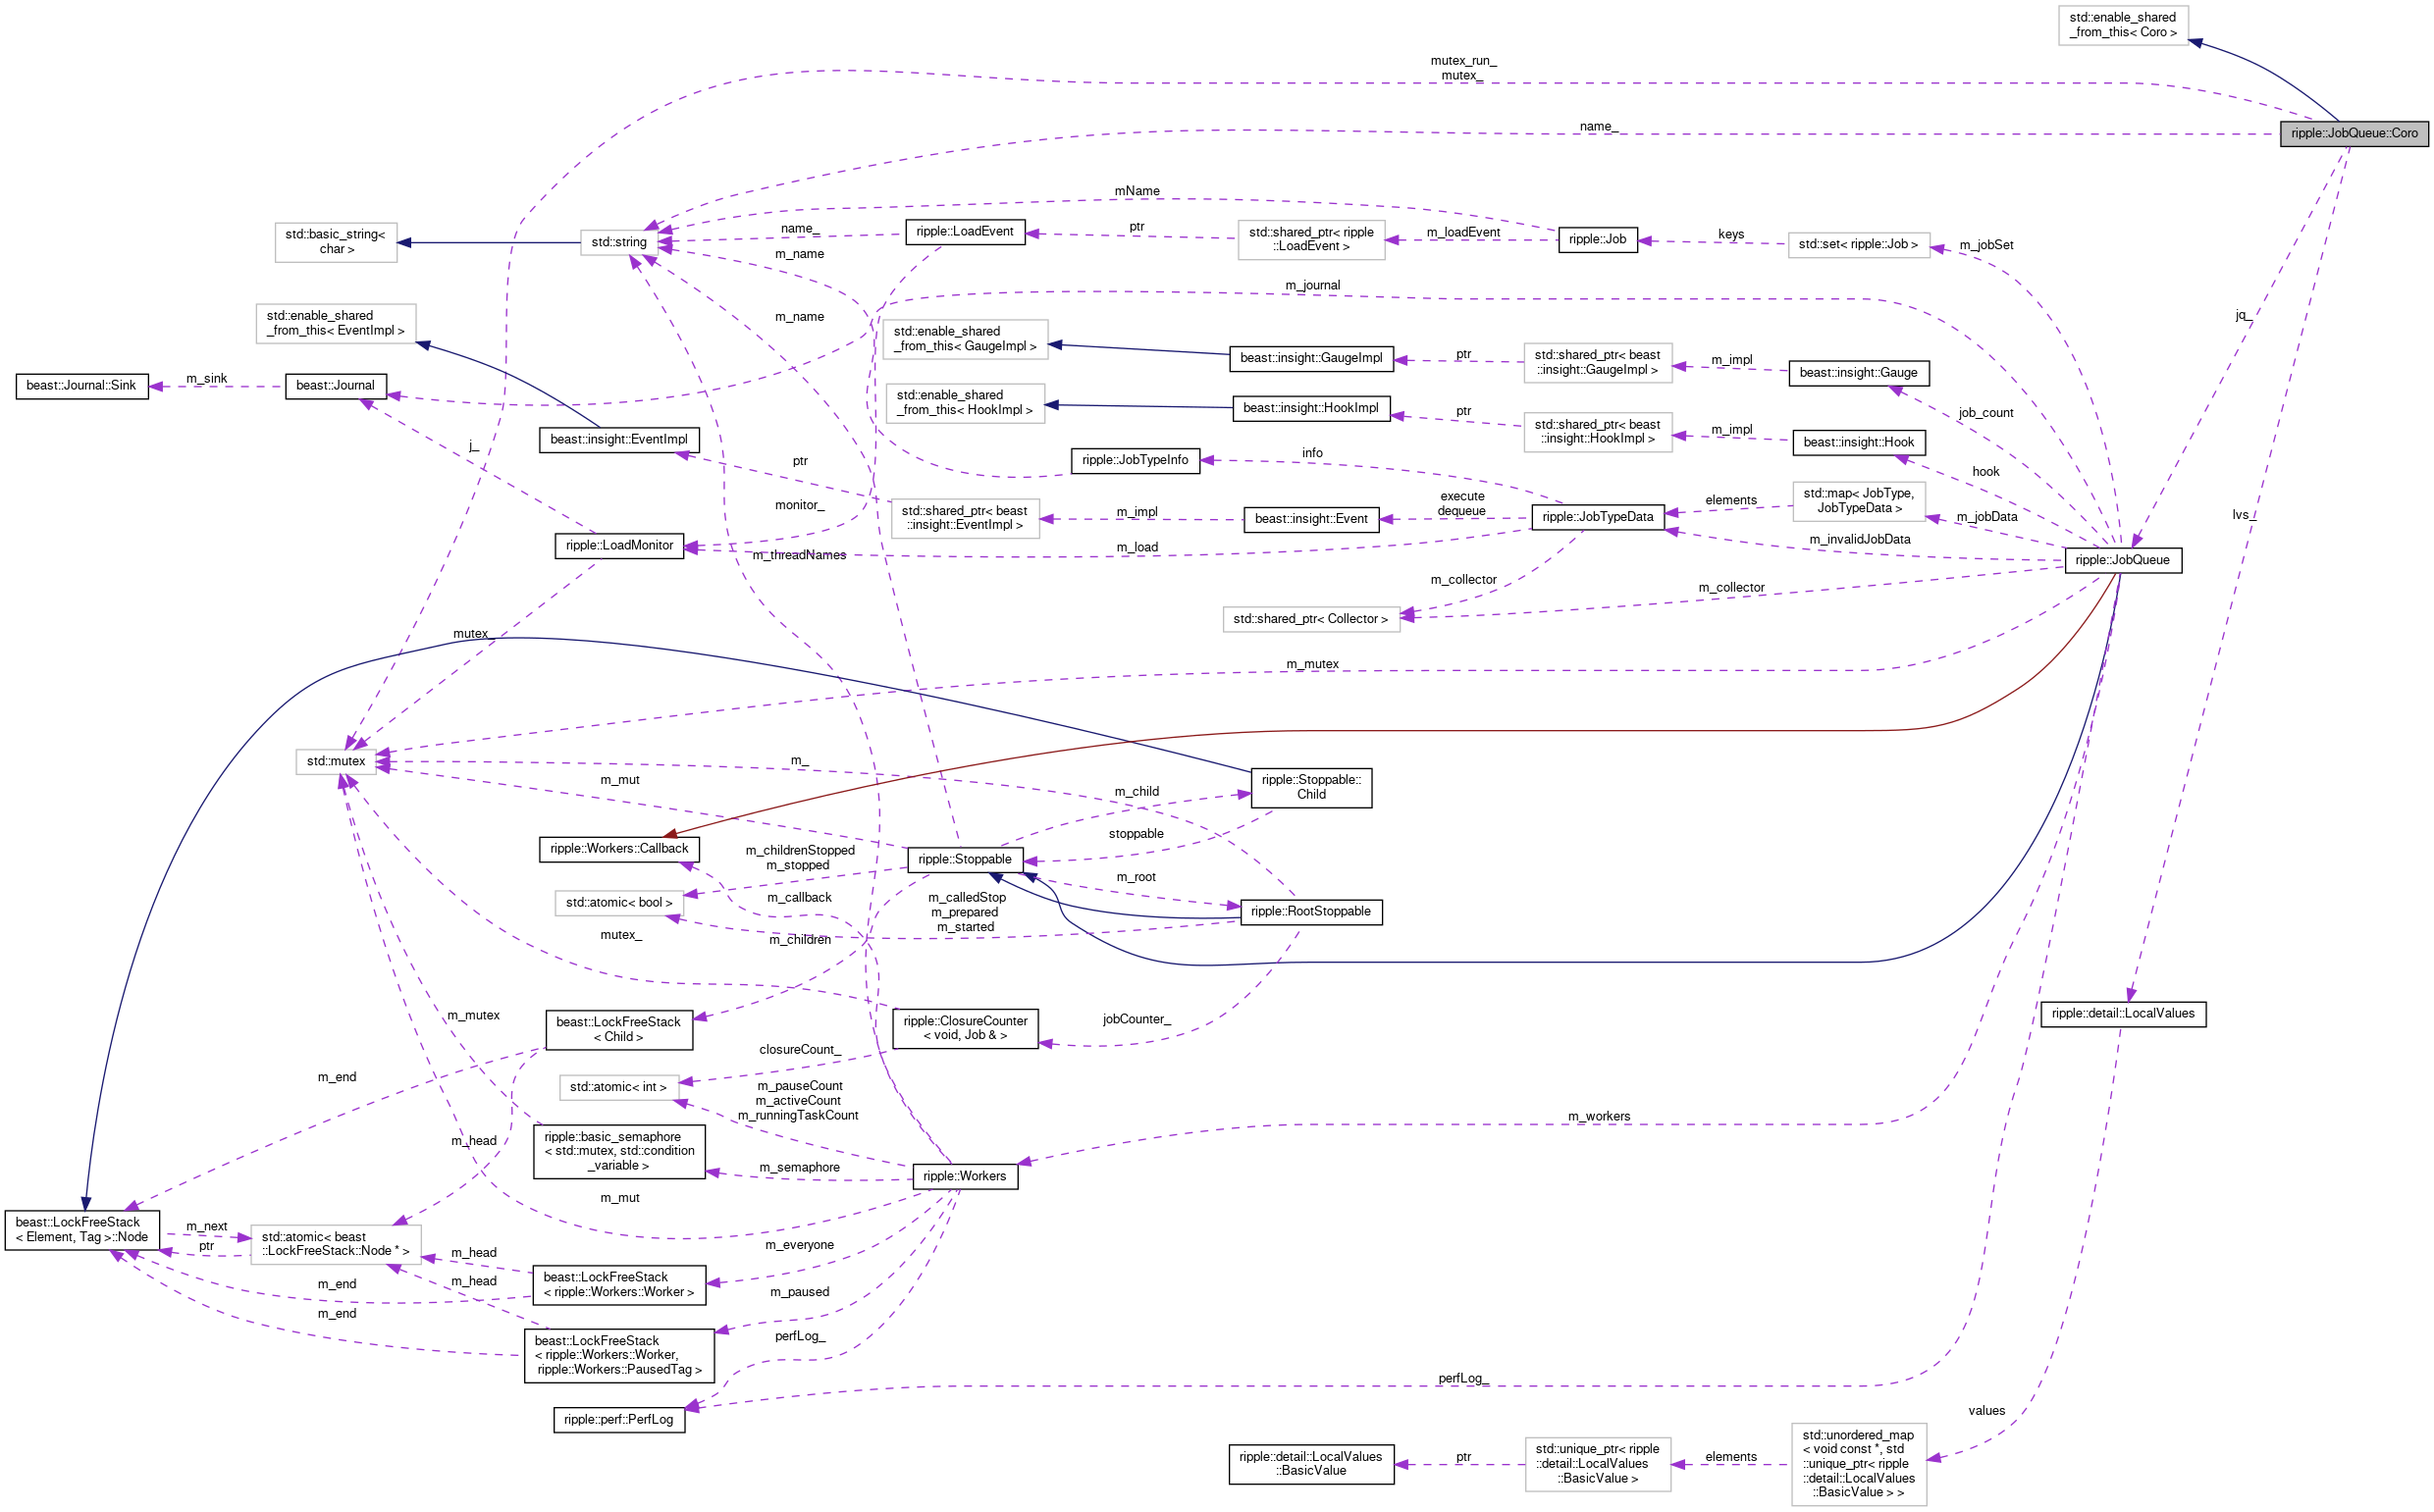 std::enable_shared
_from_this< Coro >
mutex_run_
mutex_
name_
ripple::JobQueue::Coro
mName
std::basic_string<
char >
std::string
name_
m_name
ripple::LoadEvent
ptr
std::shared_ptr< ripple
::LoadEvent >
m_loadEvent
ripple::Job
keys
std::set< ripple::Job >
m_jobSet
m_journal
std::enable_shared
_from_this< EventImpl >
m_name
std::enable_shared
_from_this< GaugeImpl >
beast::insight::GaugeImpl
ptr
std::shared_ptr< beast
::insight::GaugeImpl >
m_impl
beast::insight::Gauge
jq_
beast::Journal::Sink
m_sink
beast::Journal
std::enable_shared
_from_this< HookImpl >
beast::insight::HookImpl
ptr
std::shared_ptr< beast
::insight::HookImpl >
m_impl
beast::insight::Hook
job_count
hook
j_
beast::insight::EventImpl
ptr
ripple::JobTypeInfo
info
monitor_
std::shared_ptr< beast
::insight::EventImpl >
m_impl
beast::insight::Event
execute
dequeue
ripple::JobTypeData
elements
std::map< JobType,
JobTypeData >
m_jobData
lvs_
ripple::LoadMonitor
m_threadNames
m_load
m_invalidJobData
ripple::JobQueue
m_collector
m_collector
std::shared_ptr< Collector >
mutex_
m_mutex
std::mutex
m_
m_mut
m_child
ripple::Stoppable::
Child
stoppable
ripple::Workers::Callback
m_childrenStopped
m_stopped
ripple::Stoppable
m_root
std::atomic< bool >
m_callback
m_calledStop
m_prepared
m_started
ripple::RootStoppable
mutex_
m_children
m_mutex
beast::LockFreeStack
< Child >
ripple::ClosureCounter
< void, Job & >
jobCounter_
ripple::detail::LocalValues
closureCount_
m_end
std::atomic< int >
m_pauseCount
m_activeCount
m_runningTaskCount
m_workers
m_head
ripple::basic_semaphore
< std::mutex, std::condition
_variable >
m_semaphore
ripple::Workers
m_mut
beast::LockFreeStack
< Element, Tag >::Node
m_next
ptr
std::atomic< beast
::LockFreeStack::Node * >
m_head
m_everyone
beast::LockFreeStack
< ripple::Workers::Worker >
m_end
m_head
m_paused
m_end
beast::LockFreeStack
< ripple::Workers::Worker,
ripple::Workers::PausedTag >
perfLog_
perfLog_
ripple::perf::PerfLog
values
ripple::detail::LocalValues
::BasicValue
ptr
std::unique_ptr< ripple
::detail::LocalValues
::BasicValue >
elements
std::unordered_map
< void const *, std
::unique_ptr< ripple
::detail::LocalValues
::BasicValue > >